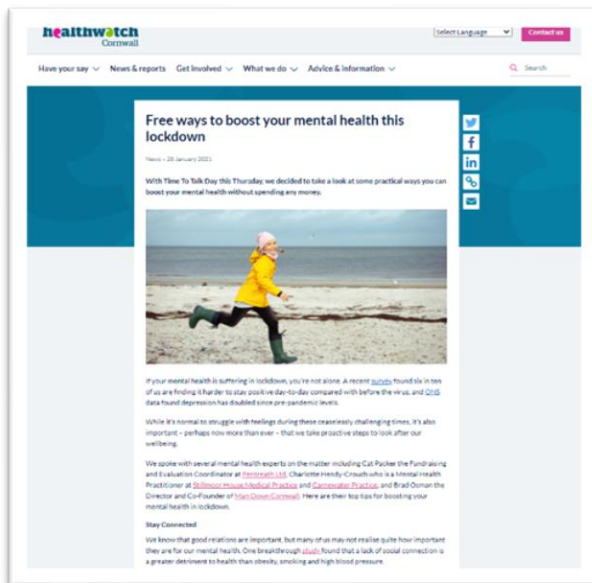 healthwatch
Cornwall
Select Language
Contact us
Have your say
News & reports
Get involved
What we do
Advice & information
Search
Free ways to boost your mental health this
lockdown
News - 28 January 2021
With Time To Talk Day this Thursday, we decided to take a look at some practical ways you can
boost your mental health without spending any money.
If your mental health is suffering in lockdown, you're not alone. A recent survey found six in ten
of us are finding it harder to stay positive day-to-day compared with before the virus, and ONS
data found depression has doubled since pre-pandemic levels.
While it's normal to struggle with feelings during these ceaselessly challenging times, it's also
important – perhaps now more than ever – that we take proactive steps to look after our
wellbeing.
We spoke with several mental health experts on the matter including Cat Packer the Fundraising
and Evaluation Coordinator at Pentreath Ltd, Charlotte Hendy-Crouch who is a Mental Health
Practitioner at Stillmoor House Medical Practice and Carnewater Practice, and Brad Osman the
Director and Co-Founder of Man Down Cornwall. Here are their top tips for boosting your
mental health in lockdown.
Stay Connected
We know that good relations are important, but many of us may not realise quite how important
they are for our mental health. One breakthrough study found that a lack of social connection is
a greater detriment to health than obesity, smoking and high blood pressure.